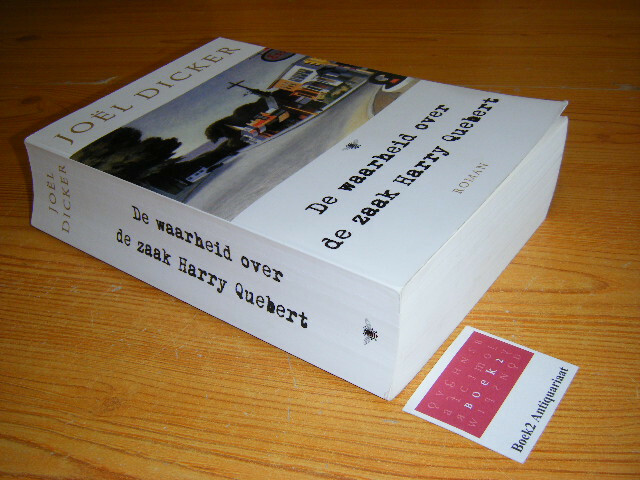 JOËL DICKER
De waarheid over
de zaak Harry Quebert
ROMAN
JOËL
DICKER
De waarheid over
de zaak Harry Quebert
BOEK2
Boek2 Antiquariaat